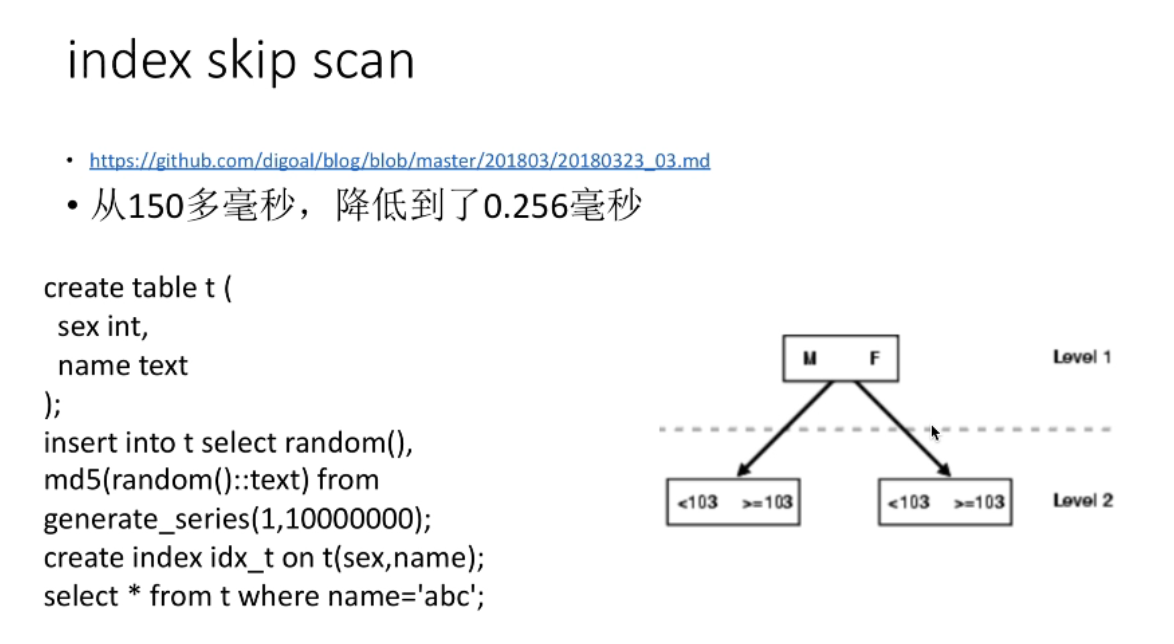 index skip scan
• https://github.com/digoal/blog/blob/master/201803/20180323_03.md
• 从150多毫秒，降低到了0.256毫秒
create table t (
sex int,
name text
);
insert into t select random(),
md5(random()::text) from
generate_series(1,10000000);
create index idx_t on t(sex,name);
select * from t where name='abc';
M F Level 1
<103 >=103 <103 >=103 Level 2